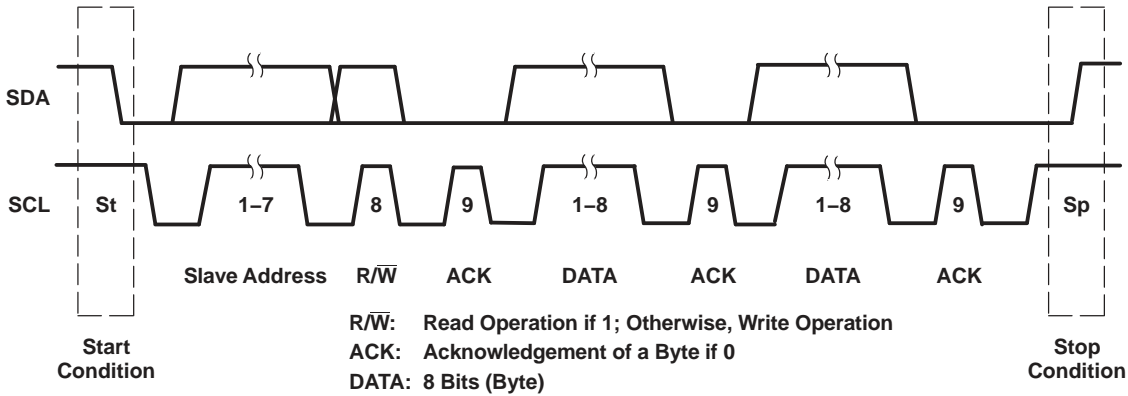 SDA
SCL St 1–7 8 9 1–8 9 1–8 9 Sp
Slave Address R/W̅ ACK DATA ACK DATA ACK
R/W̅: Read Operation if 1; Otherwise, Write Operation
ACK: Acknowledgement of a Byte if 0
DATA: 8 Bits (Byte)
Start
Condition
Stop
Condition